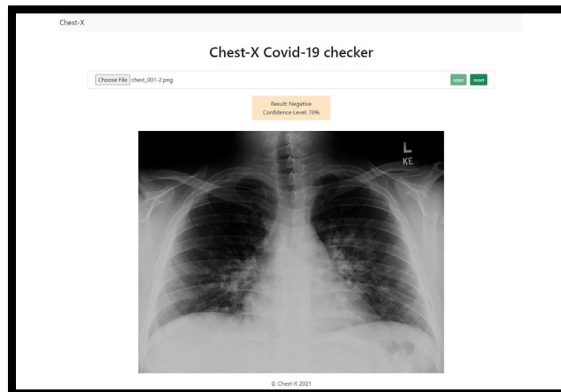 Chest-X
Chest-X Covid-19 checker
Choose File chest_001-2.png
scan reset
Result: Negative
Confidence Level: 70%
L
KE
© Chest-X 2021